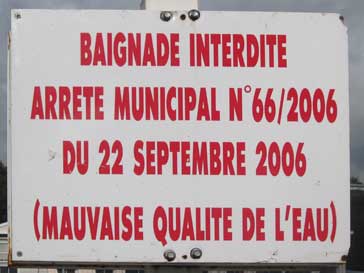 BAIGNADE INTERDITE
ARRETE MUNICIPAL N°66/2006
DU 22 SEPTEMBRE 2006
(MAUVAISE QUALITE DE L'EAU)